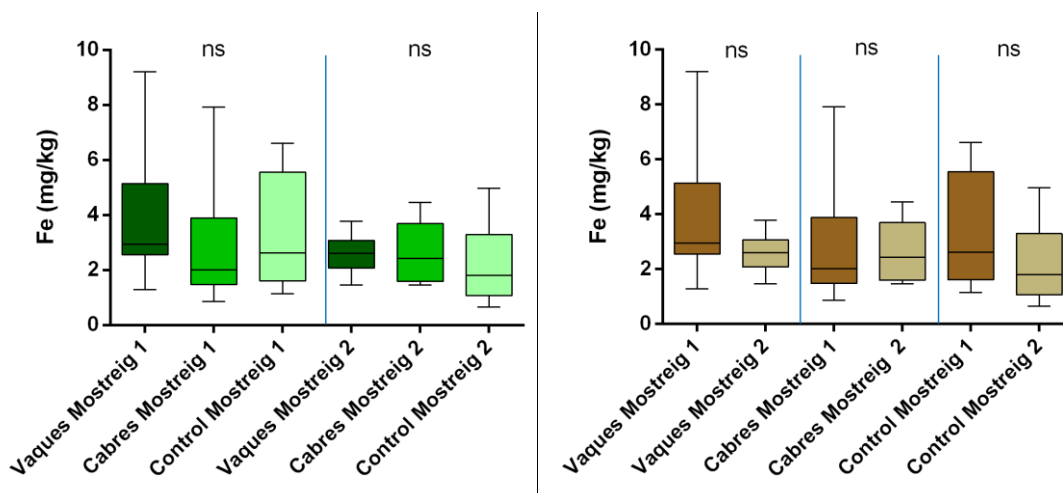 ns
ns
10
8
6
4
2
0
Fe (mg/kg)
Vaques Mostreig 1
Cabres Mostreig 1
Control Mostreig 1
Vaques Mostreig 2
Cabres Mostreig 2
Control Mostreig 2
ns
ns
ns
10
8
6
4
2
0
Fe (mg/kg)
Vaques Mostreig 1
Vaques Mostreig 2
Cabres Mostreig 1
Cabres Mostreig 2
Control Mostreig 1
Control Mostreig 2